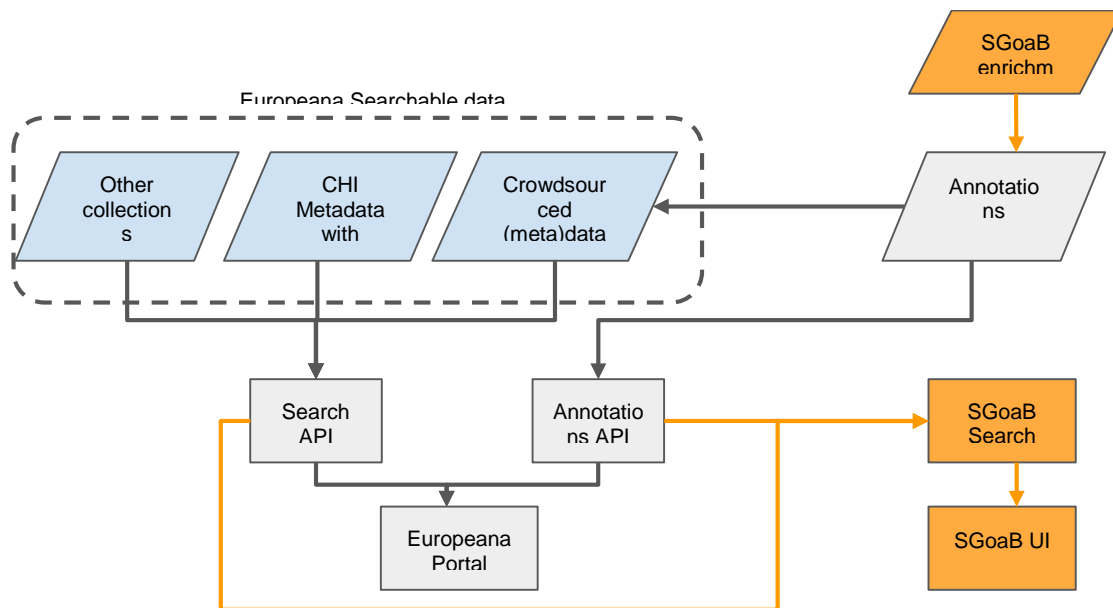 SGoaB
enrichm
Europeana Searchable data
Other
collection
s
CHI
Metadata
with
Crowdsour
ced
(meta)data
Annotatio
ns
Search
API
Annotatio
ns API
SGoaB
Search
Europeana
Portal
SGoaB UI